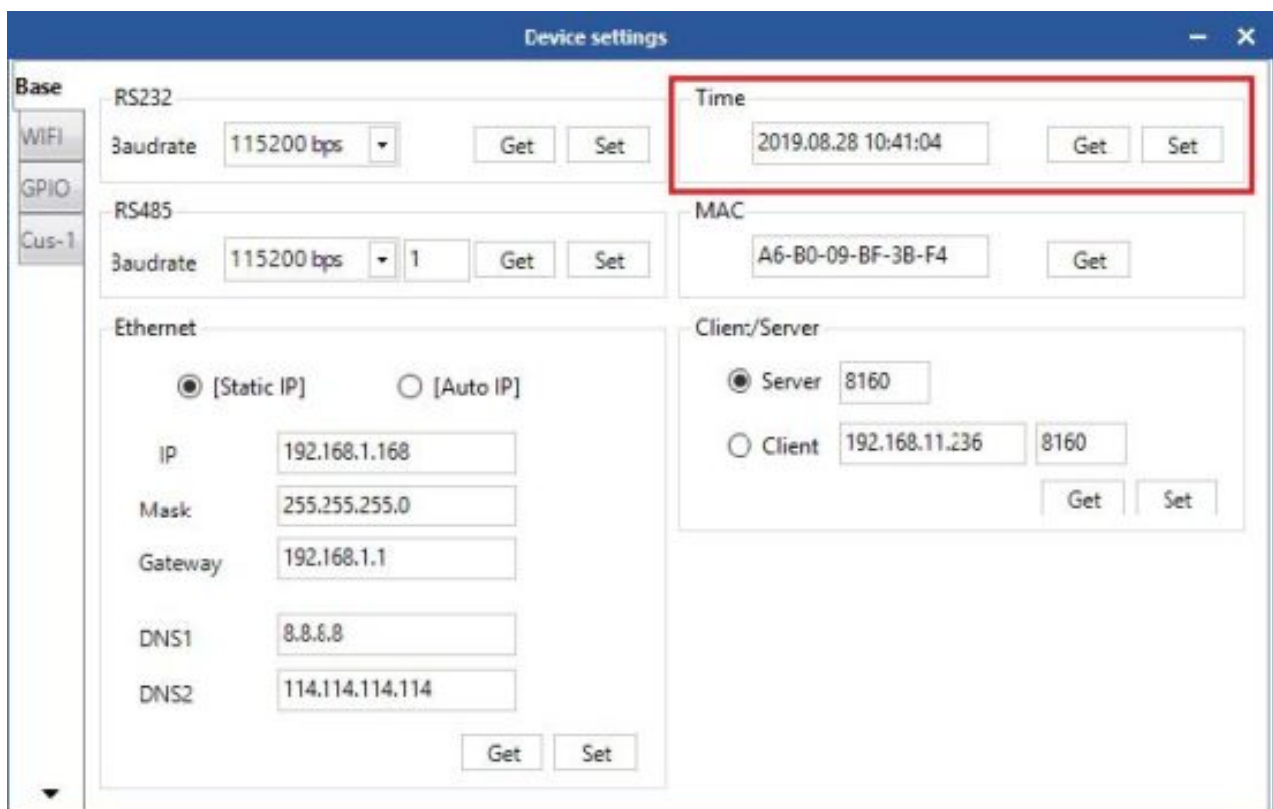 Device settings
Base
WIFI
GPIO
Cus-1
RS232
Baudrate 115200 bps Get Set
Time
2019.08.28 10:41:04 Get Set
RS485
Baudrate 115200 bps 1 Get Set
MAC
A6-B0-09-BF-3B-F4 Get
Ethernet
[Static IP] [Auto IP]
IP 192.168.1.168
Mask 255.255.255.0
Gateway 192.168.1.1
DNS1 8.8.8.8
DNS2 114.114.114.114
Get Set
Client/Server
Server 8160
Client 192.168.11.236 8160
Get Set